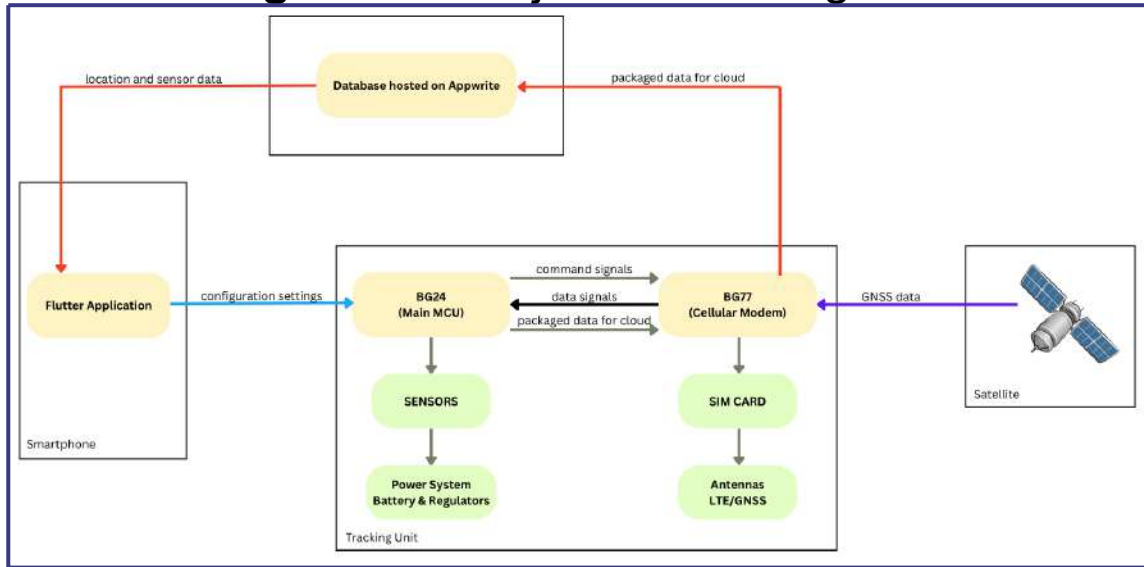 location and sensor data
Database hosted on Appwrite
packaged data for cloud
Flutter Application
configuration settings
Smartphone
BG24
(Main MCU)
command signals
data signals
packaged data for cloud
BG77
(Cellular Modem)
GNSS data
SENSORS
SIM CARD
Power System
Battery & Regulators
Antennas
LTE/GNSS
Tracking Unit
Satellite